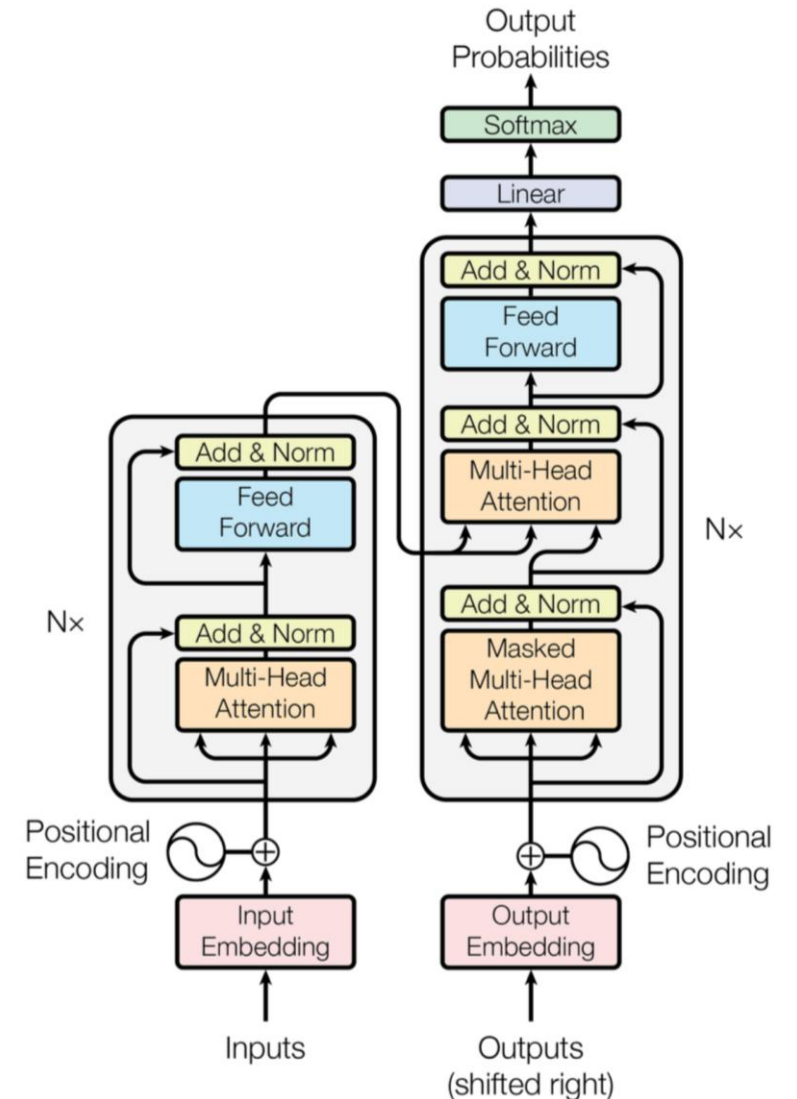 Output
Probabilities
Softmax
Linear
Add & Norm
Feed
Forward
Add & Norm
Multi-Head
Attention
Add & Norm
Masked
Multi-Head
Attention
Nx
Add & Norm
Feed
Forward
Add & Norm
Multi-Head
Attention
N×
Positional
Encoding
Positional
Encoding
Input
Embedding
Output
Embedding
Inputs
Outputs
(shifted right)